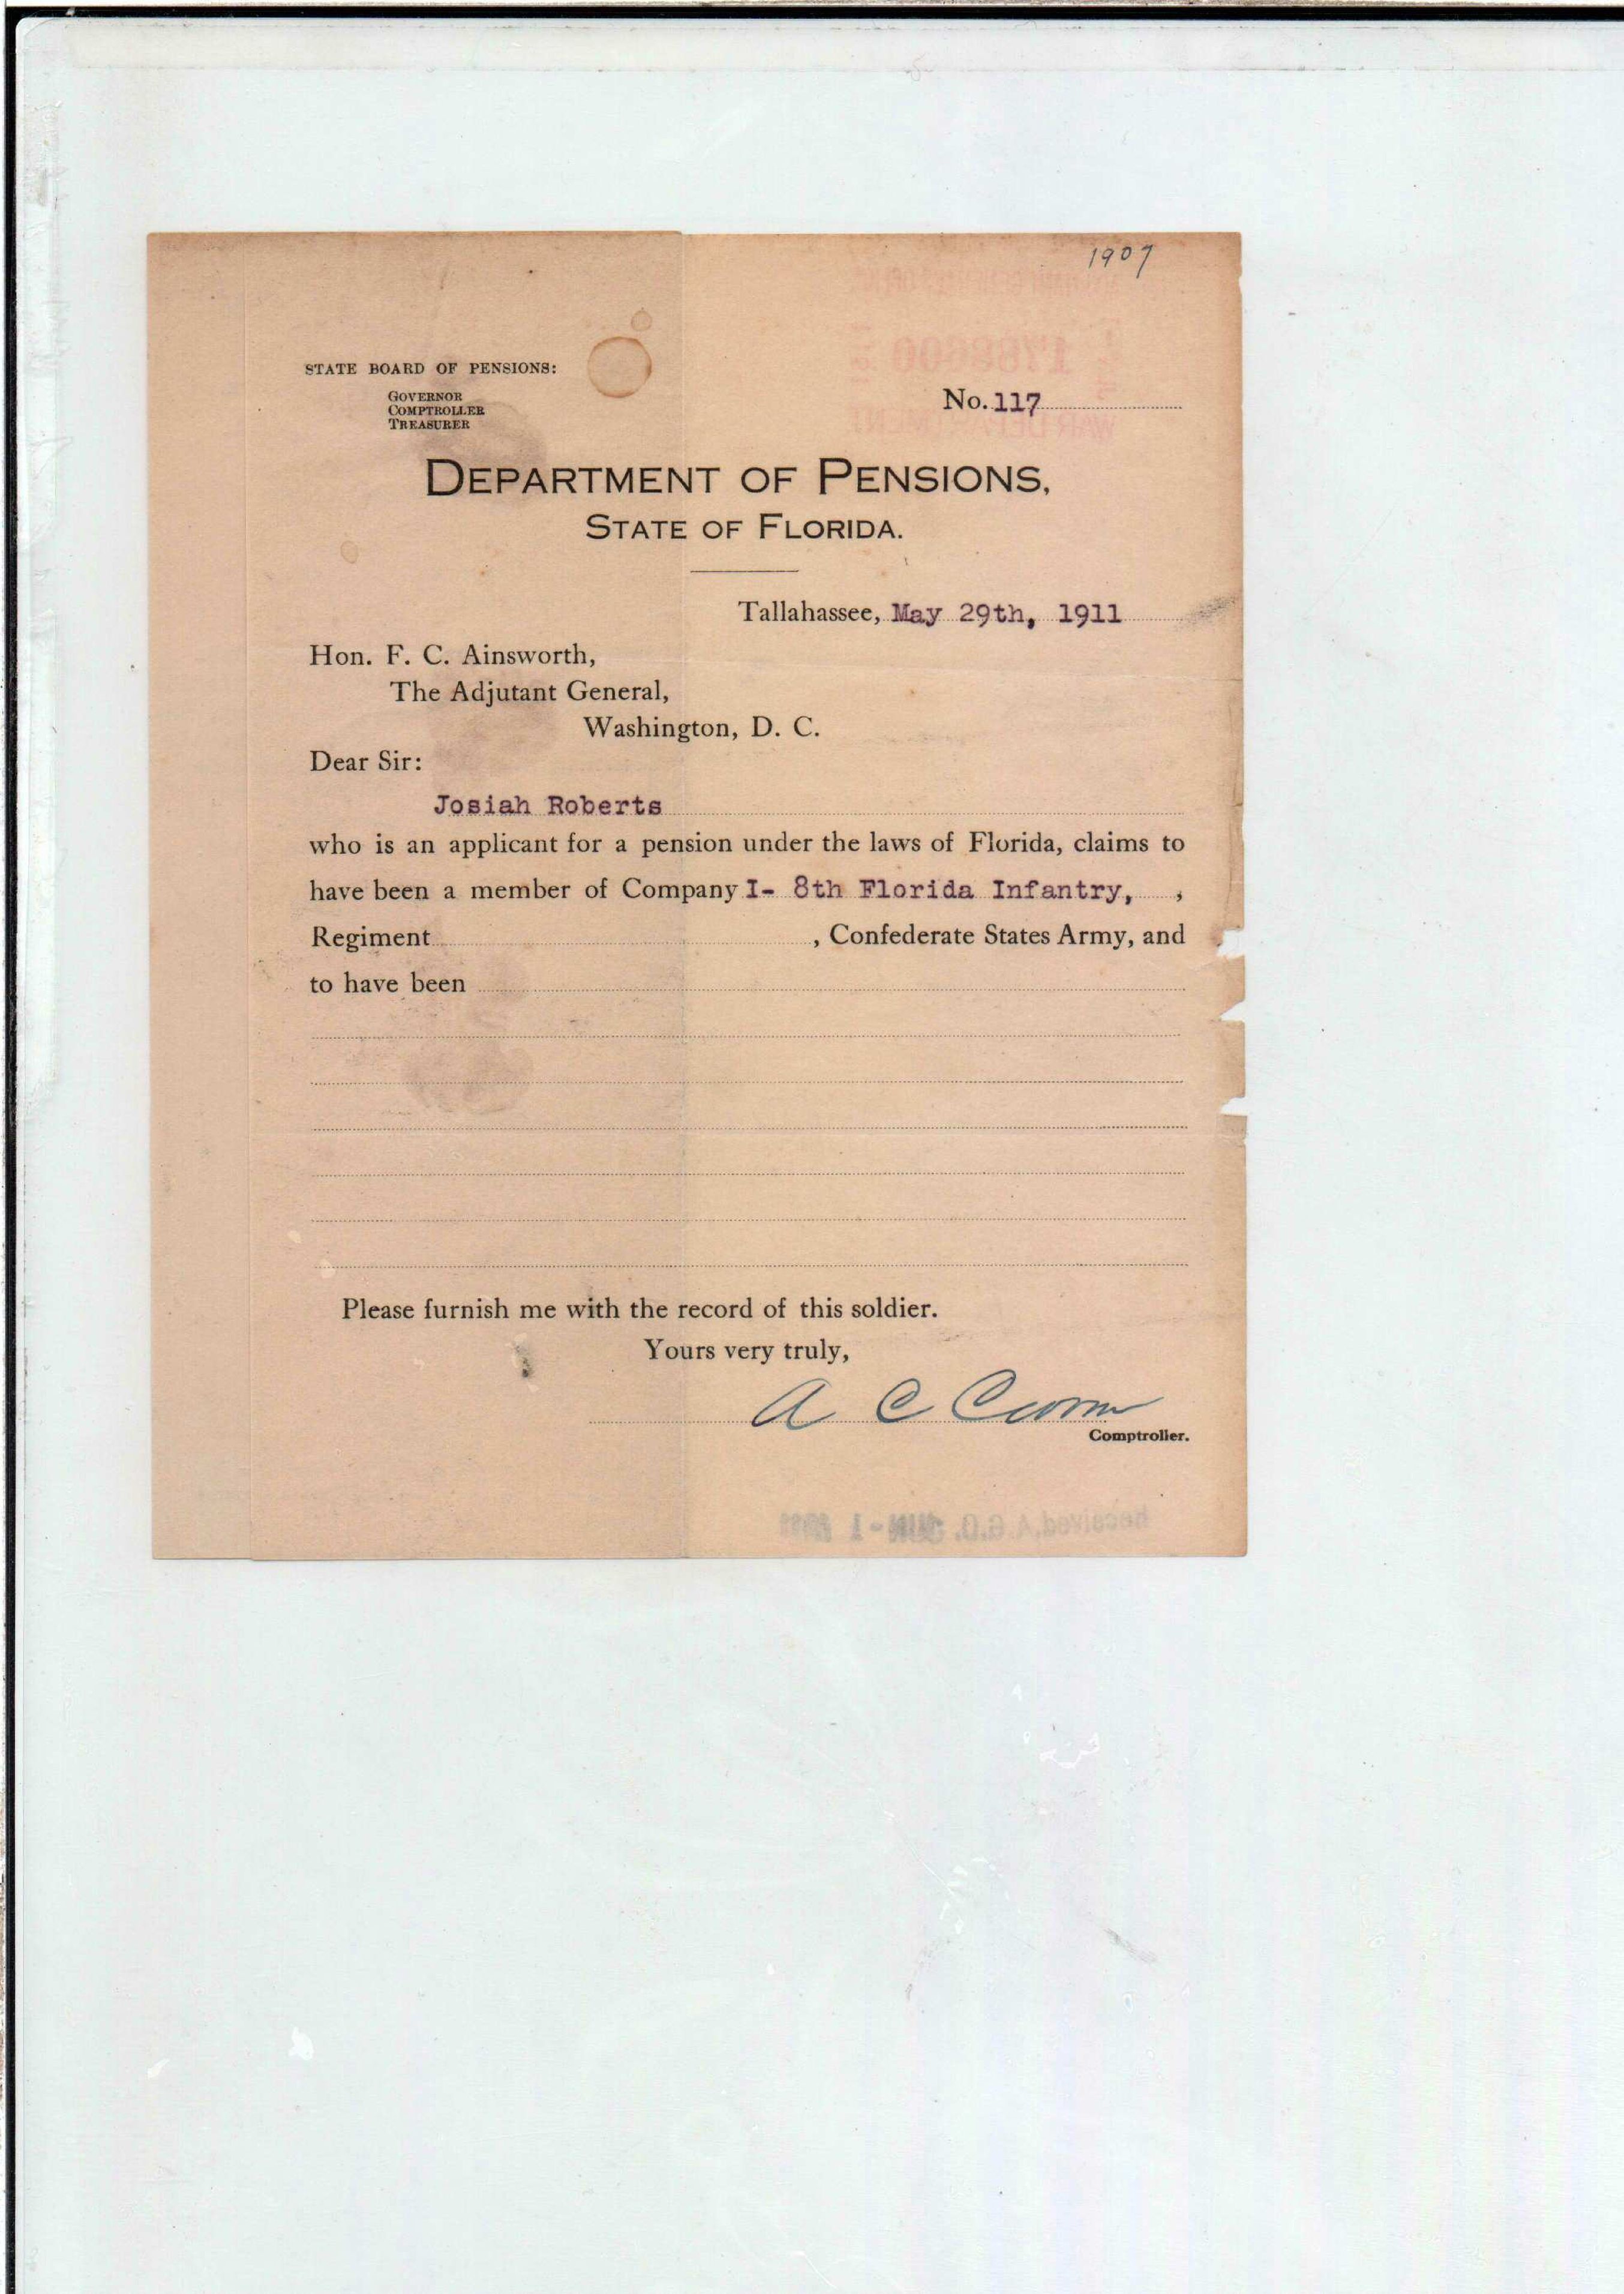 1907
STATE BOARD OF PENSIONS:
GOVERNOR
COMPTROLLER
TREASURER
No. 117
DEPARTMENT OF PENSIONS,
STATE OF FLORIDA.
Tallahassee, May 29th, 1911
Hon. F. C. Ainsworth,
The Adjutant General,
Washington, D. C.
Dear Sir:
Josiah Roberts
who is an applicant for a pension under the laws of Florida, claims to
have been a member of Company I- 8th Florida Infantry, ,
Regiment , Confederate States Army, and
to have been
Please furnish me with the record of this soldier.
Yours very truly,
A C Croom
Comptroller.
Received A.G.O. JUN-1